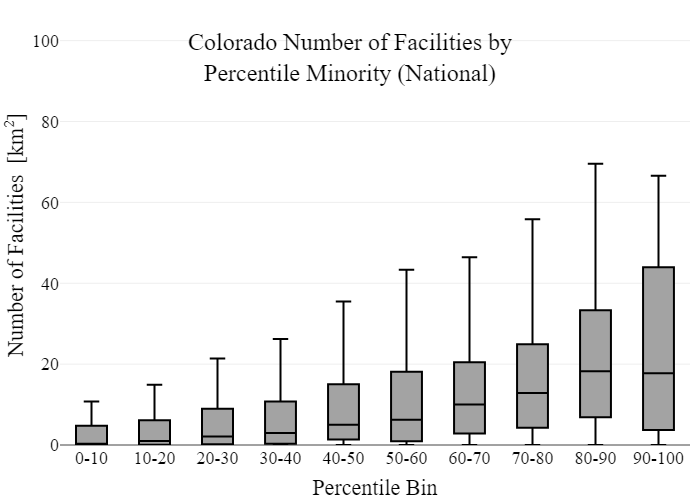 Colorado Number of Facilities by
Percentile Minority (National)
Number of Facilities [km²]
100
80
60
40
20
0
0-10 10-20 20-30 30-40 40-50 50-60 60-70 70-80 80-90 90-100
Percentile Bin